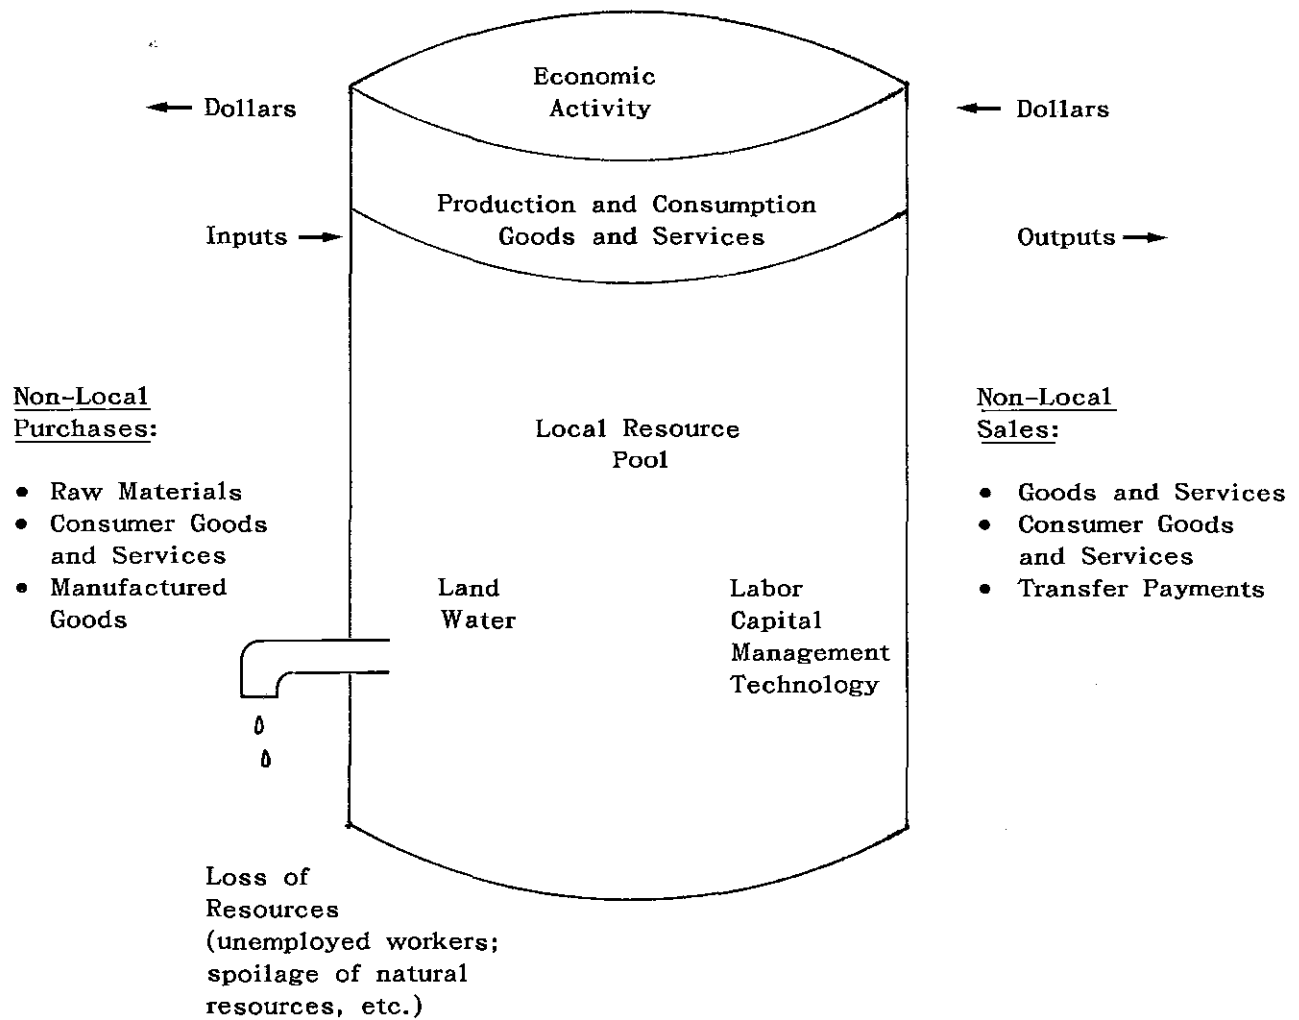 Economic
Activity
← Dollars
← Dollars
Production and Consumption
Goods and Services
Inputs →
Outputs →
Non-Local
Purchases:
• Raw Materials
• Consumer Goods
and Services
• Manufactured
Goods
Local Resource
Pool
Land
Water
Labor
Capital
Management
Technology
Non-Local
Sales:
• Goods and Services
• Consumer Goods
and Services
• Transfer Payments
Loss of
Resources
(unemployed workers;
spoilage of natural
resources, etc.)